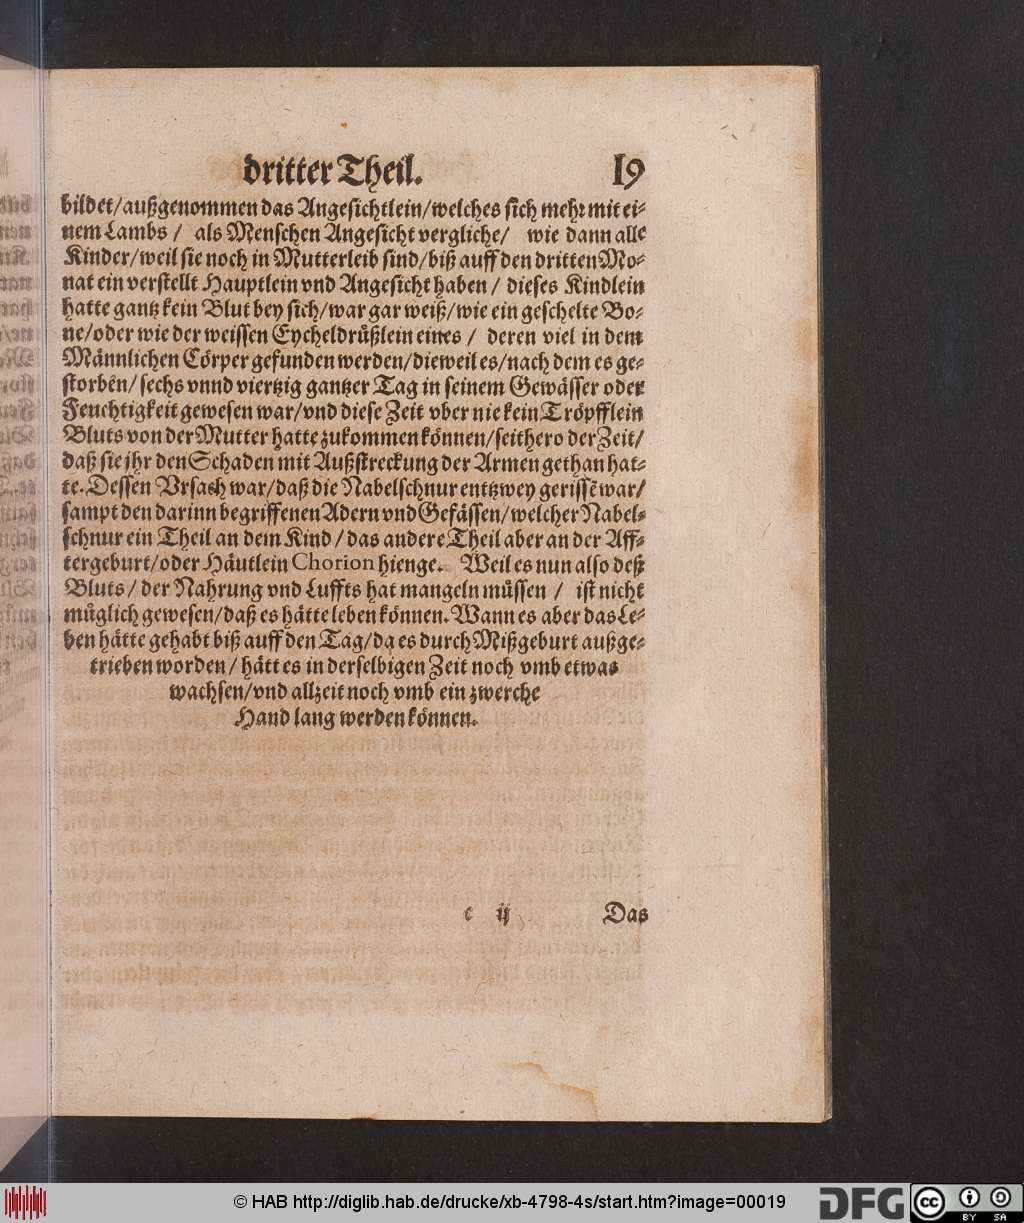 dritter Theil. 19
bildet/außgenommen das Angesichtlein/welches sich mehr mit ei-
nem Lambs / als Menschen Angesicht vergliche/ wie dann alle
Kinder/weil sie noch in Mutterleib sind/biß auff den dritten Mo-
nat ein verstellt Hauptlein vnd Angesicht haben / dieses Kindlein
hatte gantz kein Blut bey sich/war gar weiß/wie ein geschelte Bo-
ne/oder wie der weissen Eycheldrüßlein eines / deren viel in dem
Männlichen Cörper gefunden werden/dieweil es/nach dem es ge-
storben/ sechs vnnd viertzig gantzer Tag in seinem Gewässer oder
Feuchtigkeit gewesen war/vnd diese Zeit vber nie kein Tröpfflein
Bluts von der Mutter hatte zukommen können/seithero der Zeit/
daß sie jhr den Schaden mit Außstreckung der Armen gethan hat-
te. Dessen Vrsach war/daß die Nabelschnur entzwey gerissẽ war/
sampt den darinn begriffenen Adern vnd Gefässen/welcher Nabel-
schnur ein Theil an dem Kind / das andere Theil aber an der Aff-
tergeburt/oder Häutlein Chorion hienge. Weil es nun also deß
Bluts / der Nahrung vnd Luffts hat mangeln müssen / ist nicht
müglich gewesen/daß es hätte leben können. Wann es aber das Le-
ben hätte gehabt biß auff den Tag/da es durch Mißgeburt außge-
trieben worden / hätt es in derselbigen Zeit noch vmb etwas
wachsen/vnd allzeit noch vmb ein zwerche
Hand lang werden können.
c ij Das
© HAB http://diglib.hab.de/drucke/xb-4798-4s/start.htm?image=00019 DFG cc BY SA